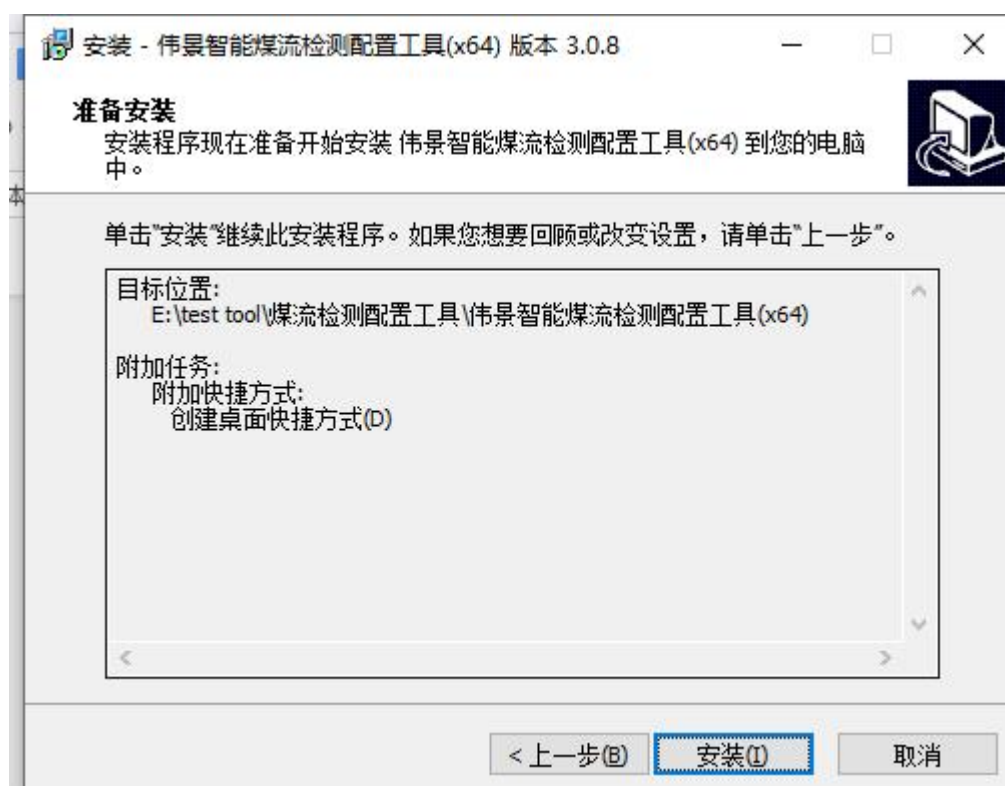 安装 - 伟景智能煤流检测配置工具(x64) 版本 3.0.8
准备安装
安装程序现在准备开始安装 伟景智能煤流检测配置工具(x64) 到您的电脑
中。
本
单击"安装"继续此安装程序。如果您想要回顾或改变设置，请单击"上一步"。
目标位置:
E:\test tool\煤流检测配置工具\伟景智能煤流检测配置工具(x64)
附加任务:
附加快捷方式:
创建桌面快捷方式(D)
< 上一步(B)
安装(I)
取消